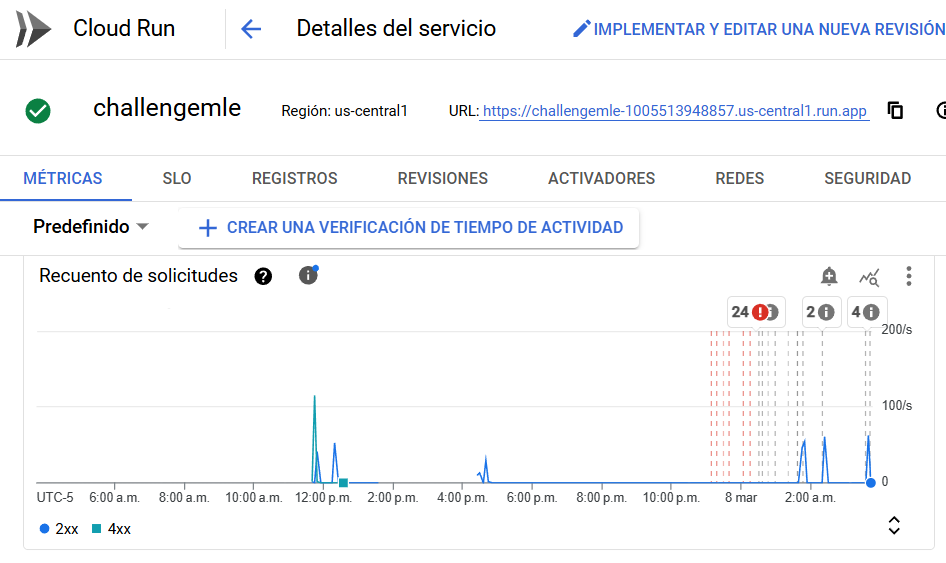 Cloud Run
Detalles del servicio
IMPLEMENTAR Y EDITAR UNA NUEVA REVISIÓN
challengemle
Región: us-central1
URL: https://challengemle-1005513948857.us-central1.run.app
MÉTRICAS SLO REGISTROS REVISIONES ACTIVADORES REDES SEGURIDAD
Predefinido
+ CREAR UNA VERIFICACIÓN DE TIEMPO DE ACTIVIDAD
Recuento de solicitudes
24 2 4
200/s
100/s
0
UTC-5 6:00 a.m. 8:00 a.m. 10:00 a.m. 12:00 p.m. 2:00 p.m. 4:00 p.m. 6:00 p.m. 8:00 p.m. 10:00 p.m. 8 mar 2:00 a.m.
2xx 4xx